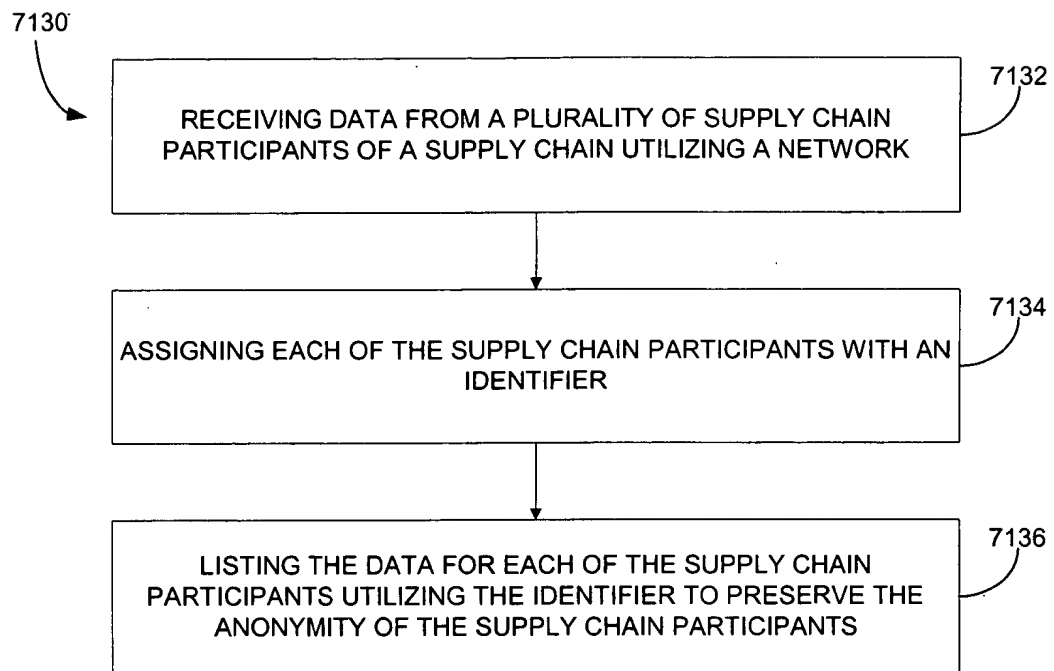 7130
7132
RECEIVING DATA FROM A PLURALITY OF SUPPLY CHAIN
PARTICIPANTS OF A SUPPLY CHAIN UTILIZING A NETWORK
7134
ASSIGNING EACH OF THE SUPPLY CHAIN PARTICIPANTS WITH AN
IDENTIFIER
7136
LISTING THE DATA FOR EACH OF THE SUPPLY CHAIN
PARTICIPANTS UTILIZING THE IDENTIFIER TO PRESERVE THE
ANONYMITY OF THE SUPPLY CHAIN PARTICIPANTS